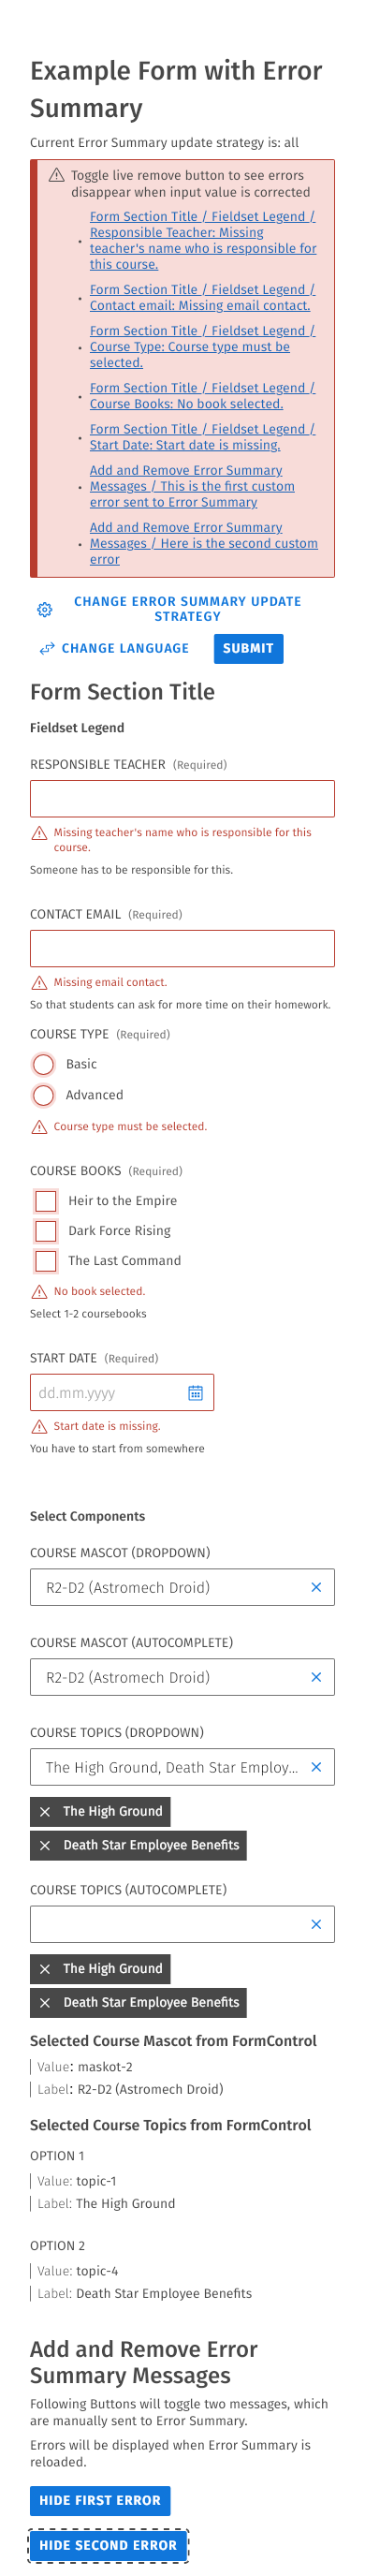 Example Form with Error
Summary
Current Error Summary update strategy is: all
Toggle live remove button to see errors
disappear when input value is corrected
Form Section Title / Fieldset Legend /
Responsible Teacher: Missing
teacher's name who is responsible for
this course.
Form Section Title / Fieldset Legend /
Contact email: Missing email contact.
Form Section Title / Fieldset Legend /
Course Type: Course type must be
selected.
Form Section Title / Fieldset Legend /
Course Books: No book selected.
Form Section Title / Fieldset Legend /
Start Date: Start date is missing.
Add and Remove Error Summary
Messages / This is the first custom
error sent to Error Summary
Add and Remove Error Summary
Messages / Here is the second custom
error
CHANGE ERROR SUMMARY UPDATE
STRATEGY
CHANGE LANGUAGE SUBMIT
Form Section Title
Fieldset Legend
RESPONSIBLE TEACHER (Required)
Missing teacher's name who is responsible for this
course.
Someone has to be responsible for this.
CONTACT EMAIL (Required)
Missing email contact.
So that students can ask for more time on their homework.
COURSE TYPE (Required)
Basic
Advanced
Course type must be selected.
COURSE BOOKS (Required)
Heir to the Empire
Dark Force Rising
The Last Command
No book selected.
Select 1-2 coursebooks
START DATE (Required)
dd.mm.yyyy
Start date is missing.
You have to start from somewhere
Select Components
COURSE MASCOT (DROPDOWN)
R2-D2 (Astromech Droid)
COURSE MASCOT (AUTOCOMPLETE)
R2-D2 (Astromech Droid)
COURSE TOPICS (DROPDOWN)
The High Ground, Death Star Employ...
The High Ground
Death Star Employee Benefits
COURSE TOPICS (AUTOCOMPLETE)
The High Ground
Death Star Employee Benefits
Selected Course Mascot from FormControl
Value: maskot-2
Label: R2-D2 (Astromech Droid)
Selected Course Topics from FormControl
OPTION 1
Value: topic-1
Label: The High Ground
OPTION 2
Value: topic-4
Label: Death Star Employee Benefits
Add and Remove Error
Summary Messages
Following Buttons will toggle two messages, which
are manually sent to Error Summary.
Errors will be displayed when Error Summary is
reloaded.
HIDE FIRST ERROR
HIDE SECOND ERROR